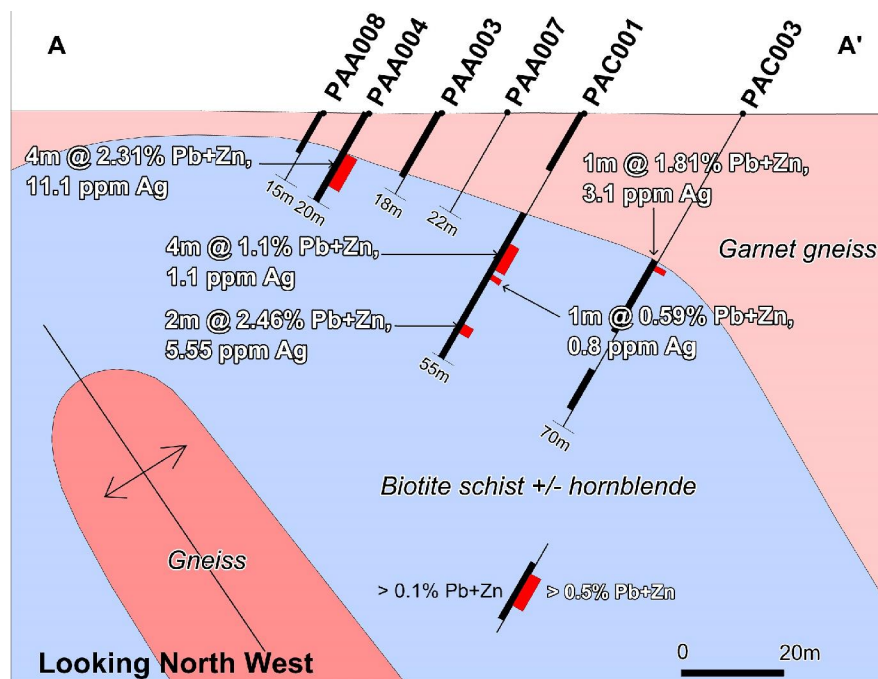 A
A'
PAA008
PAA004
PAA003
PAA007
PAC001
PAC003
4m @ 2.31% Pb+Zn,
11.1 ppm Ag
1m @ 1.81% Pb+Zn,
3.1 ppm Ag
15m
20m
18m
22m
Garnet gneiss
4m @ 1.1% Pb+Zn,
1.1 ppm Ag
2m @ 2.46% Pb+Zn,
5.55 ppm Ag
1m @ 0.59% Pb+Zn,
0.8 ppm Ag
55m
70m
Biotite schist +/- hornblende
Gneiss
> 0.1% Pb+Zn
> 0.5% Pb+Zn
Looking North West
0
20m